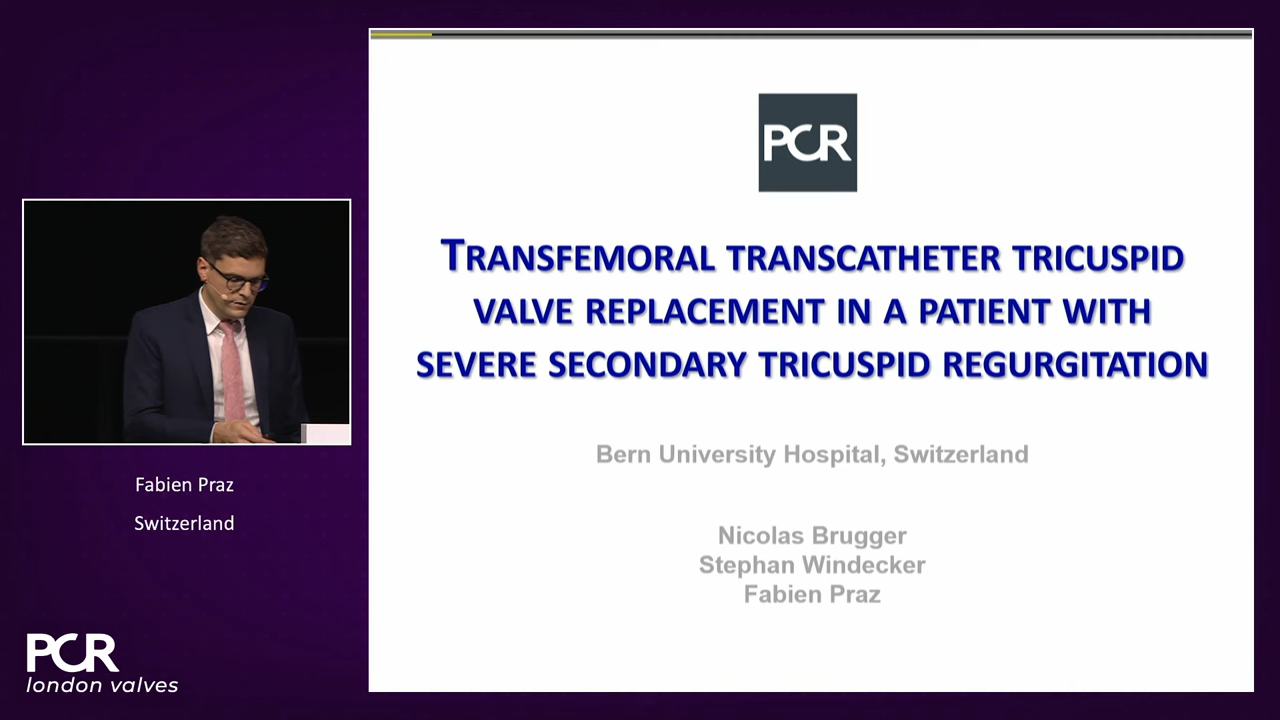 PCR
TRANSFEMORAL TRANSCATHETER TRICUSPID
VALVE REPLACEMENT IN A PATIENT WITH
SEVERE SECONDARY TRICUSPID REGURGITATION
Bern University Hospital, Switzerland
Nicolas Brugger
Stephan Windecker
Fabien Praz
Fabien Praz
Switzerland
PCR
london valves